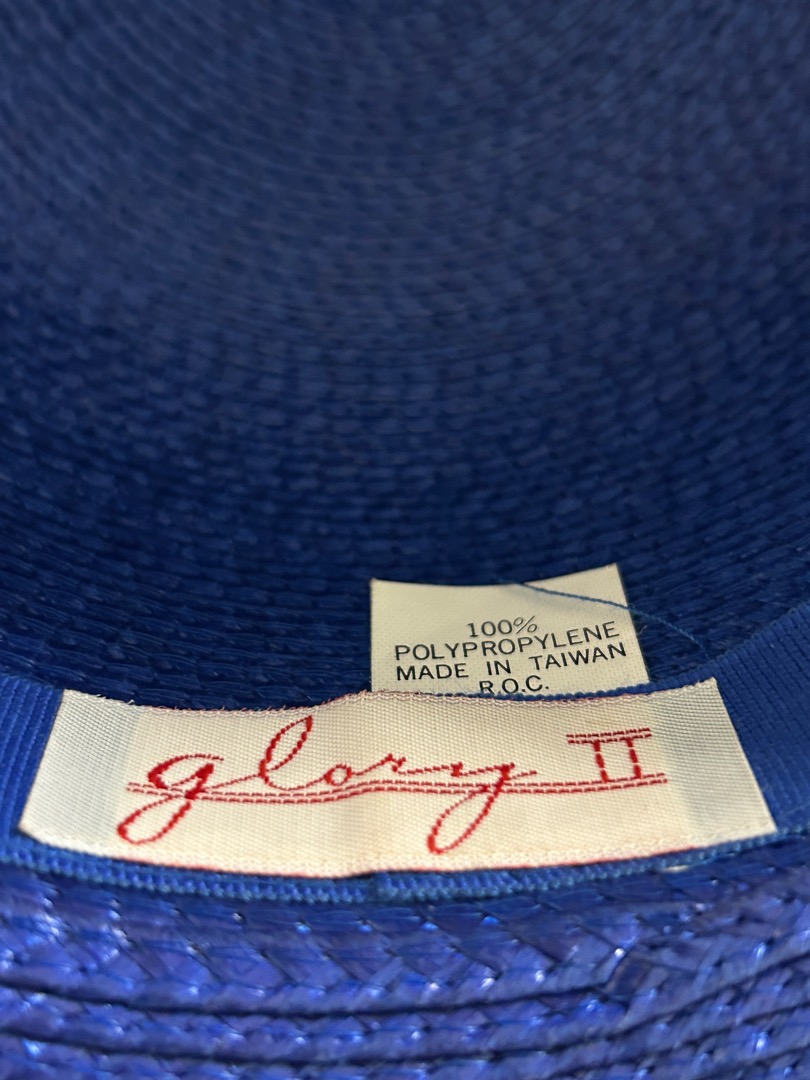 100%
POLYPROPYLENE
MADE IN TAIWAN
R.O.C.
glory II